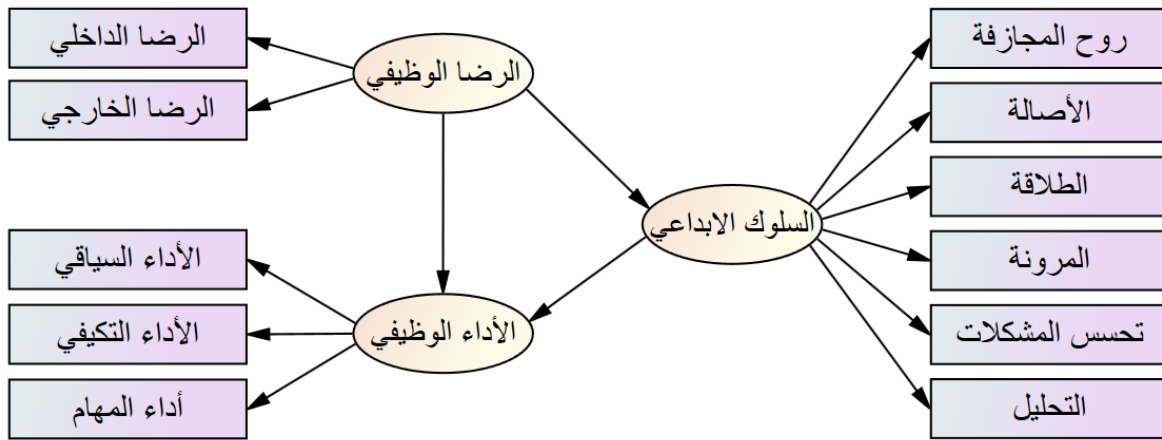 روح المجازفة
الرضا الداخلي
الرضا الوظيفي
الرضا الخارجي
الأصالة
الطلاقة
السلوك الابداعي
المرونة
الأداء السياقي
الأداء التكيفي
الأداء الوظيفي
تحسس المشكلات
أداء المهام
التحليل